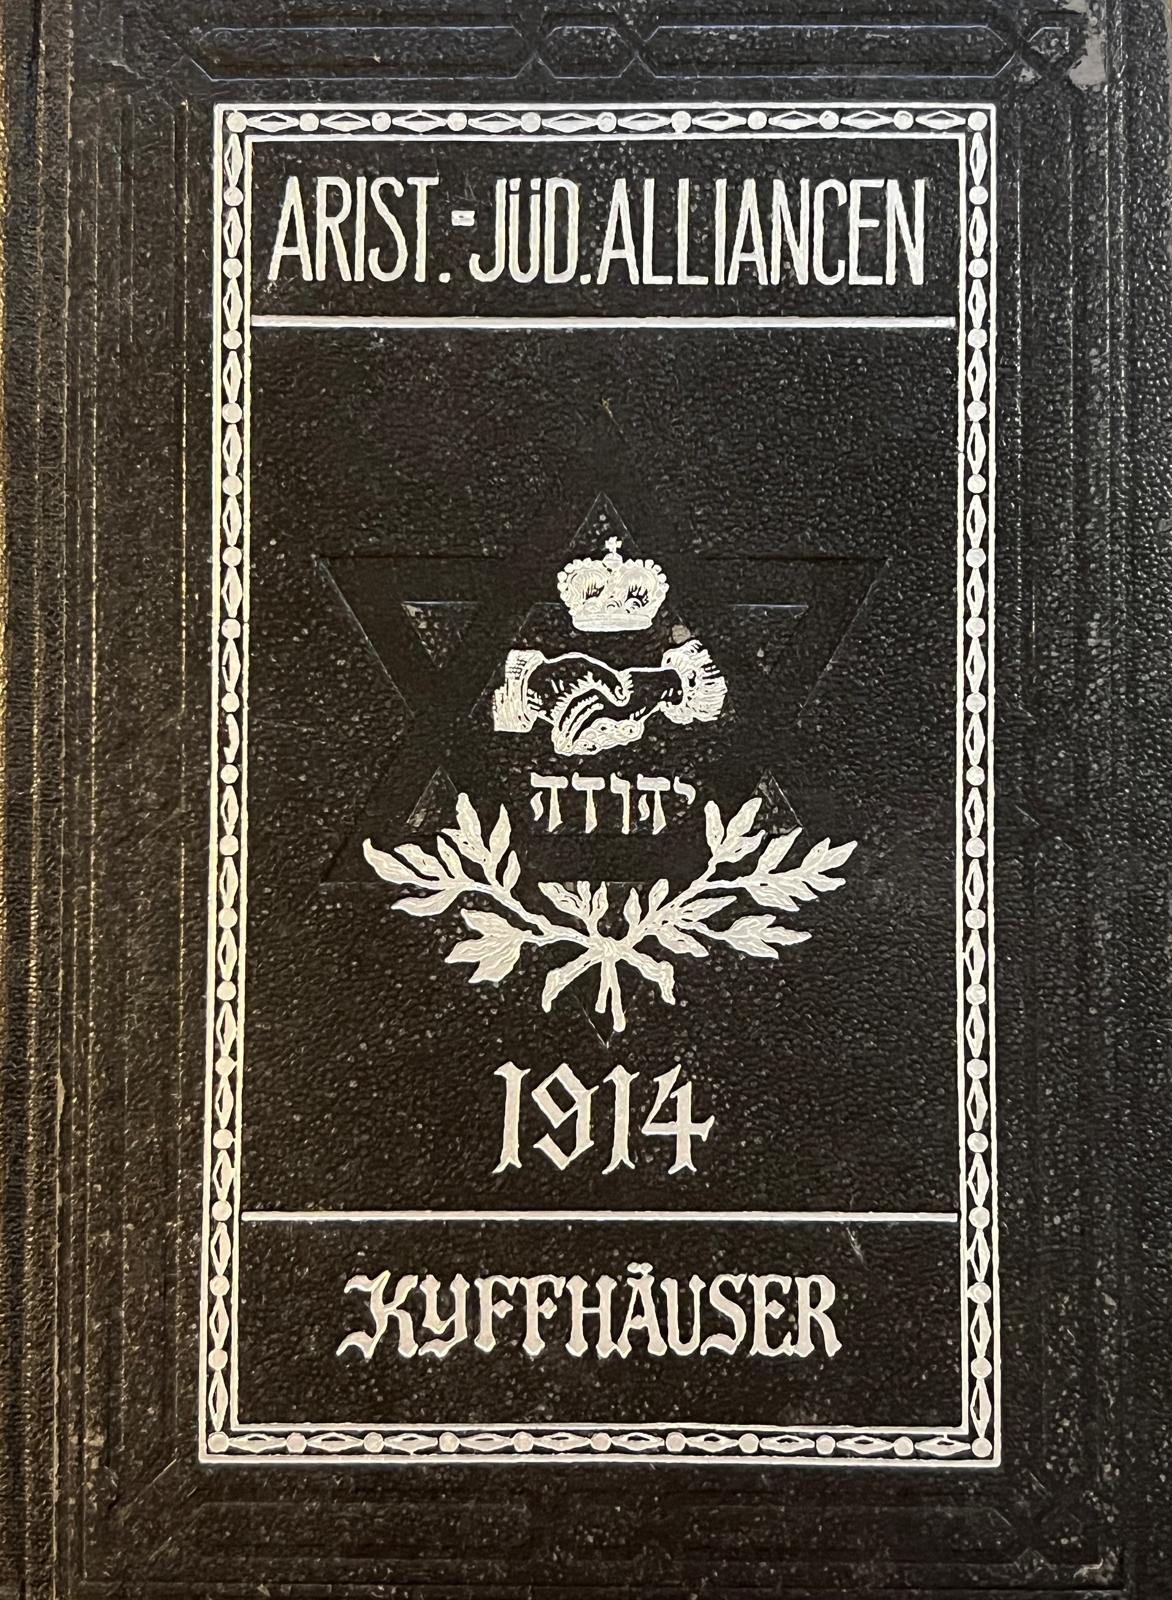 ARIST.=JÜD.ALLIANCEN
יהודה
1914
KYFFHÄUSER